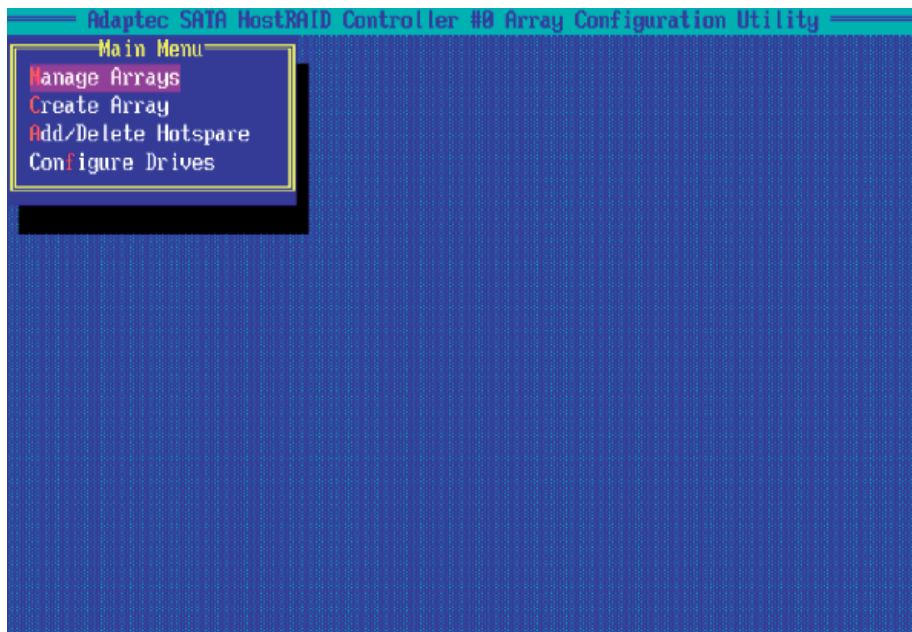 Adaptec SATA HostRAID Controller #0 Array Configuration Utility
Main Menu
Manage Arrays
Create Array
Add/Delete Hotspare
Configure Drives